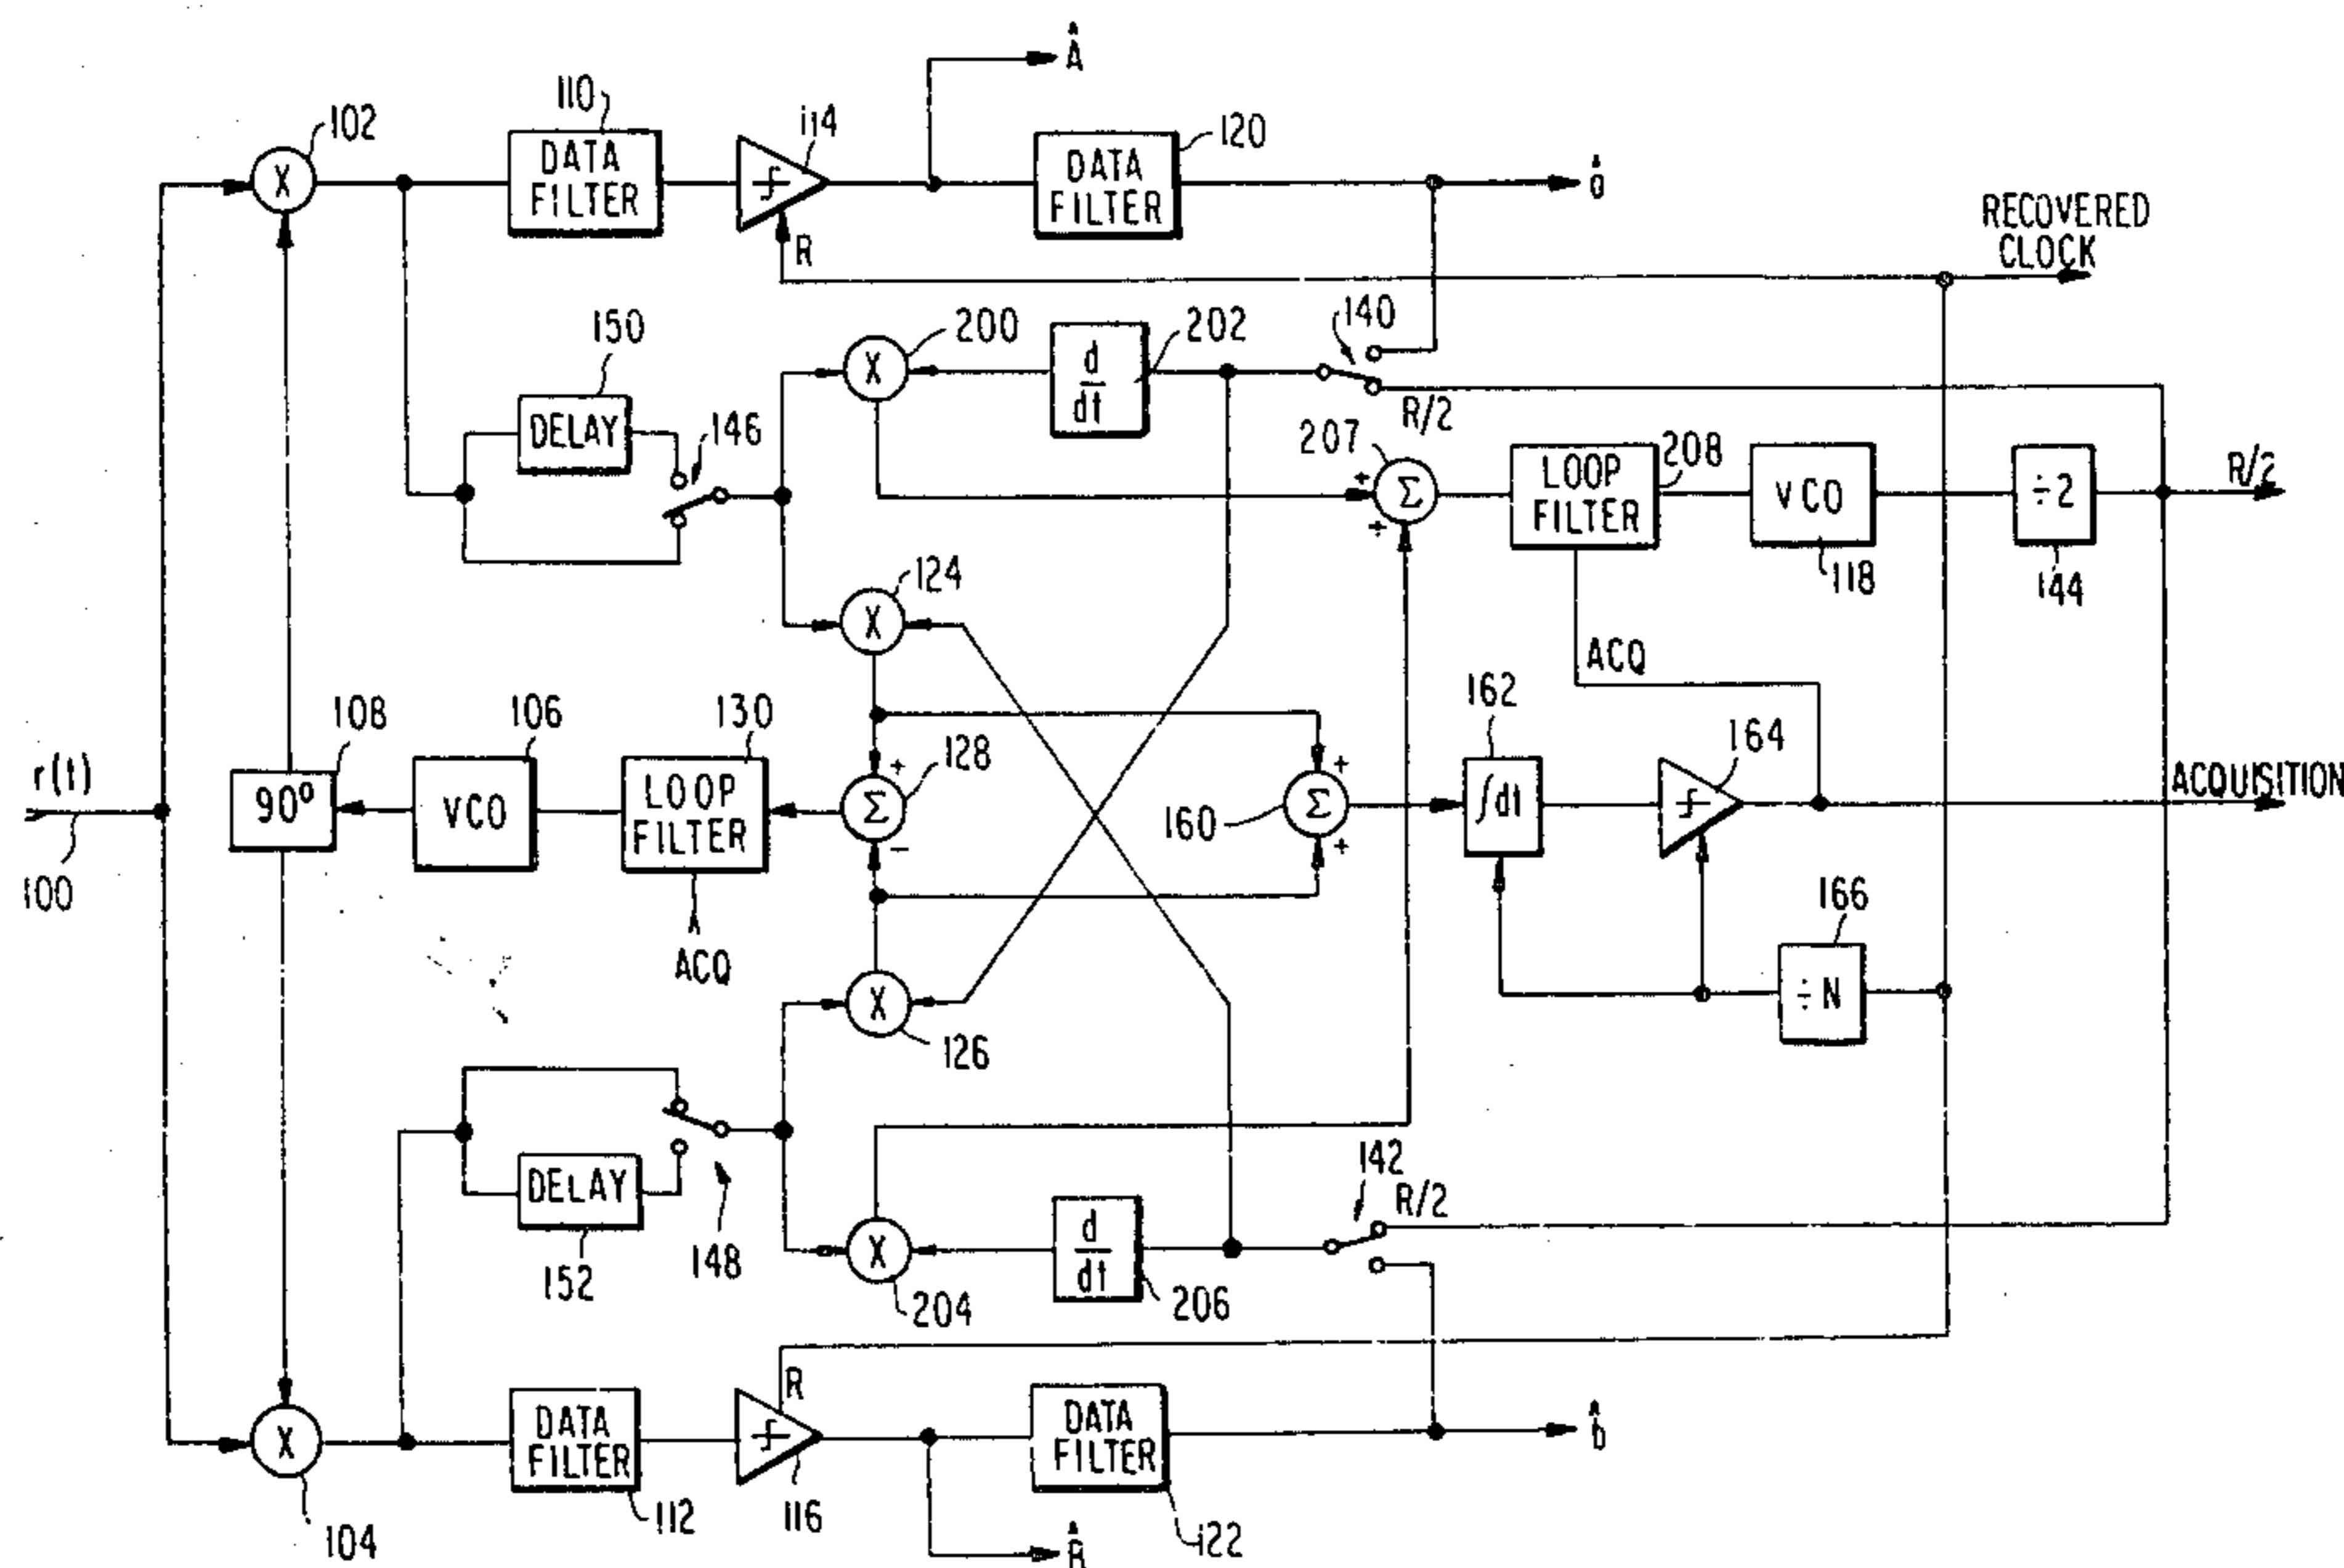 Â
110
102
114
120
X
DATA FILTER
DATA FILTER
â
R
RECOVERED CLOCK
150
200
202
140
DELAY
146
X
d/dt
R/2
207
208
+
+
Σ
LOOP FILTER
VCO
÷2
R/2
124
118
144
X
ACQ
162
108
106
130
128
164
r(t)
90°
VCO
LOOP FILTER
+
Σ
−
160
+
Σ
+
∫dt
ACQUISITION
100
ACQ
166
÷N
X
126
DELAY
152
148
142
R/2
X
d/dt
204
206
R
X
DATA FILTER
DATA FILTER
b̂
104
112
116
122
B̂